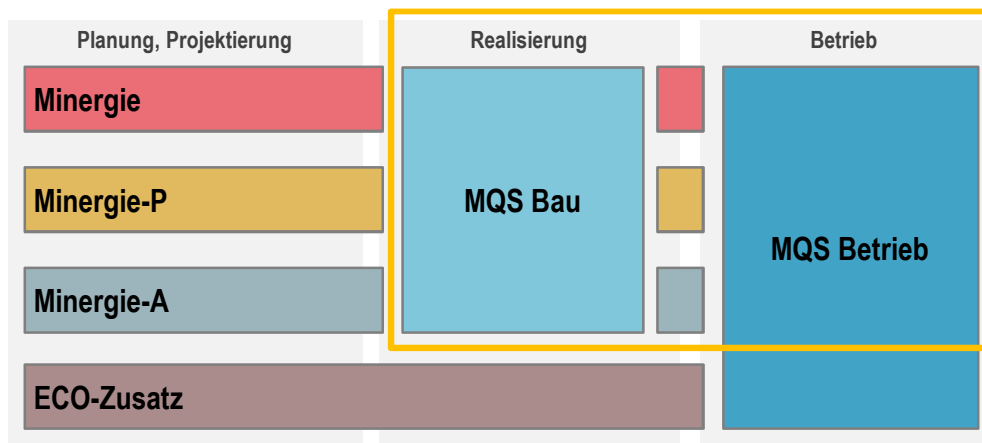 Planung, Projektierung
Realisierung
Betrieb
Minergie
Minergie-P
MQS Bau
MQS Betrieb
Minergie-A
ECO-Zusatz